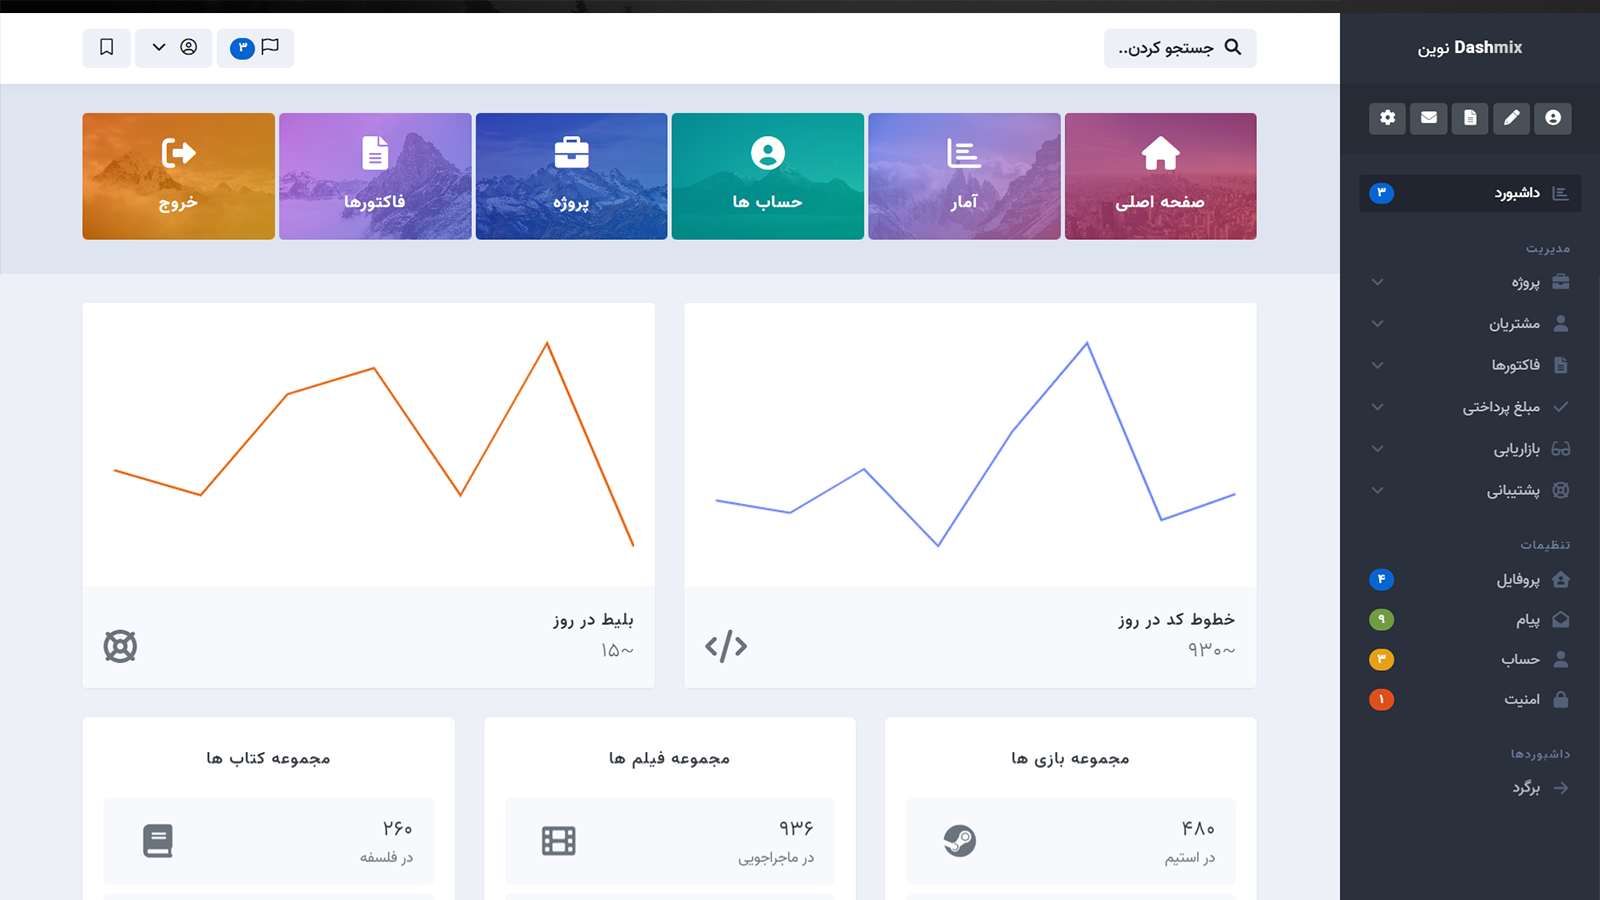 Dashmix نوین
داشبورد ۳
مدیریت
پروژه
مشتریان
فاکتورها
مبلغ پرداختی
بازاریابی
پشتیبانی
تنظیمات
پروفایل ۴
پیام ۹
حساب ۳
امنیت ۱
داشبوردها
برگرد
جستجو کردن..
۳
صفحه اصلی
آمار
حساب ها
پروژه
فاکتورها
خروج
خطوط کد در روز
~۹۳۰
بلیط در روز
~۱۵
مجموعه بازی ها
۴۸۰
در استیم
مجموعه فیلم ها
۹۳۶
در ماجراجویی
مجموعه کتاب ها
۲۶۰
در فلسفه